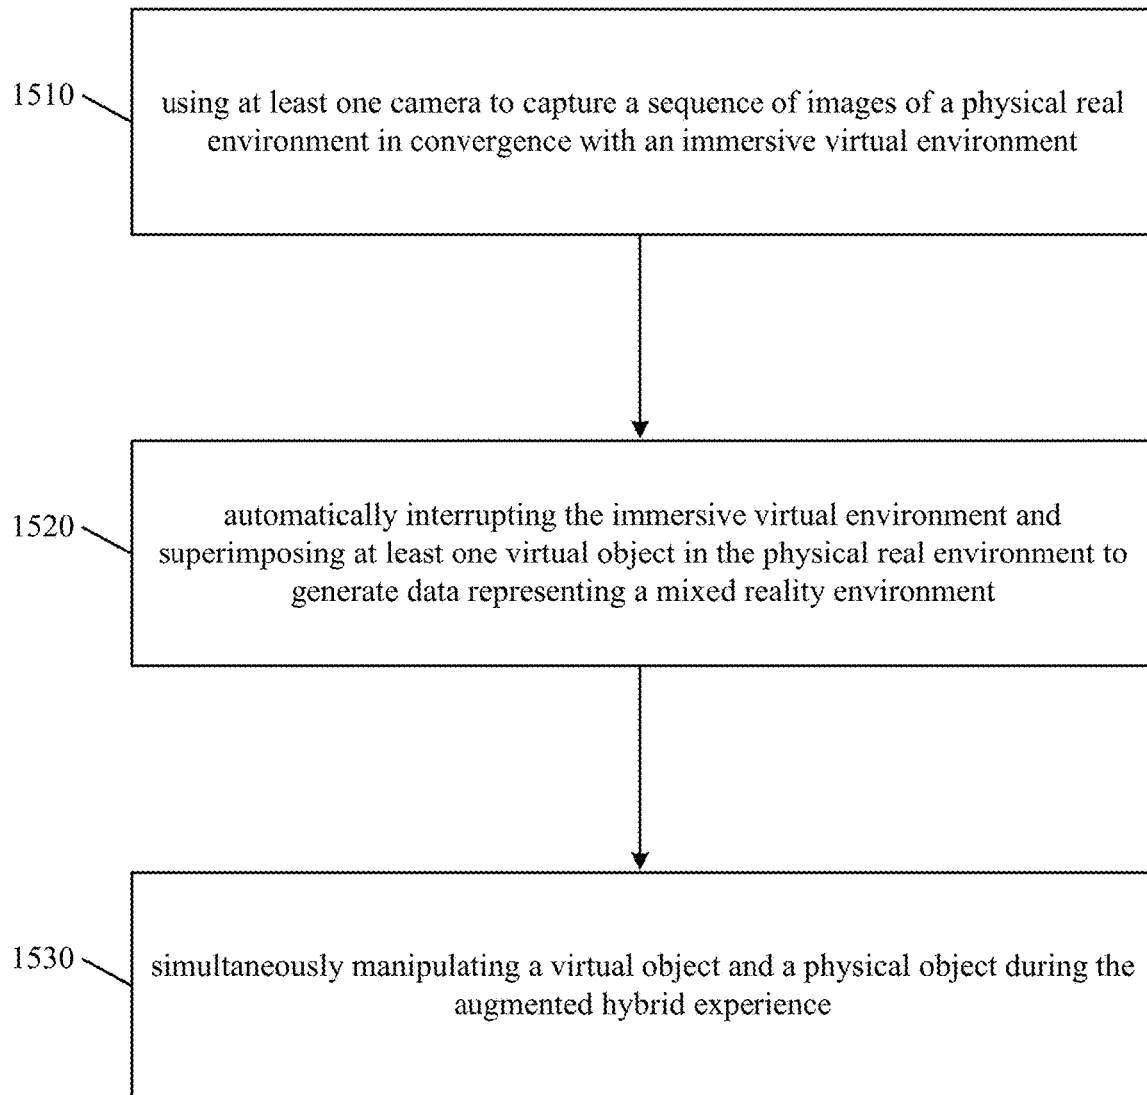 1510
using at least one camera to capture a sequence of images of a physical real
environment in convergence with an immersive virtual environment
1520
automatically interrupting the immersive virtual environment and
superimposing at least one virtual object in the physical real environment to
generate data representing a mixed reality environment
1530
simultaneously manipulating a virtual object and a physical object during the
augmented hybrid experience